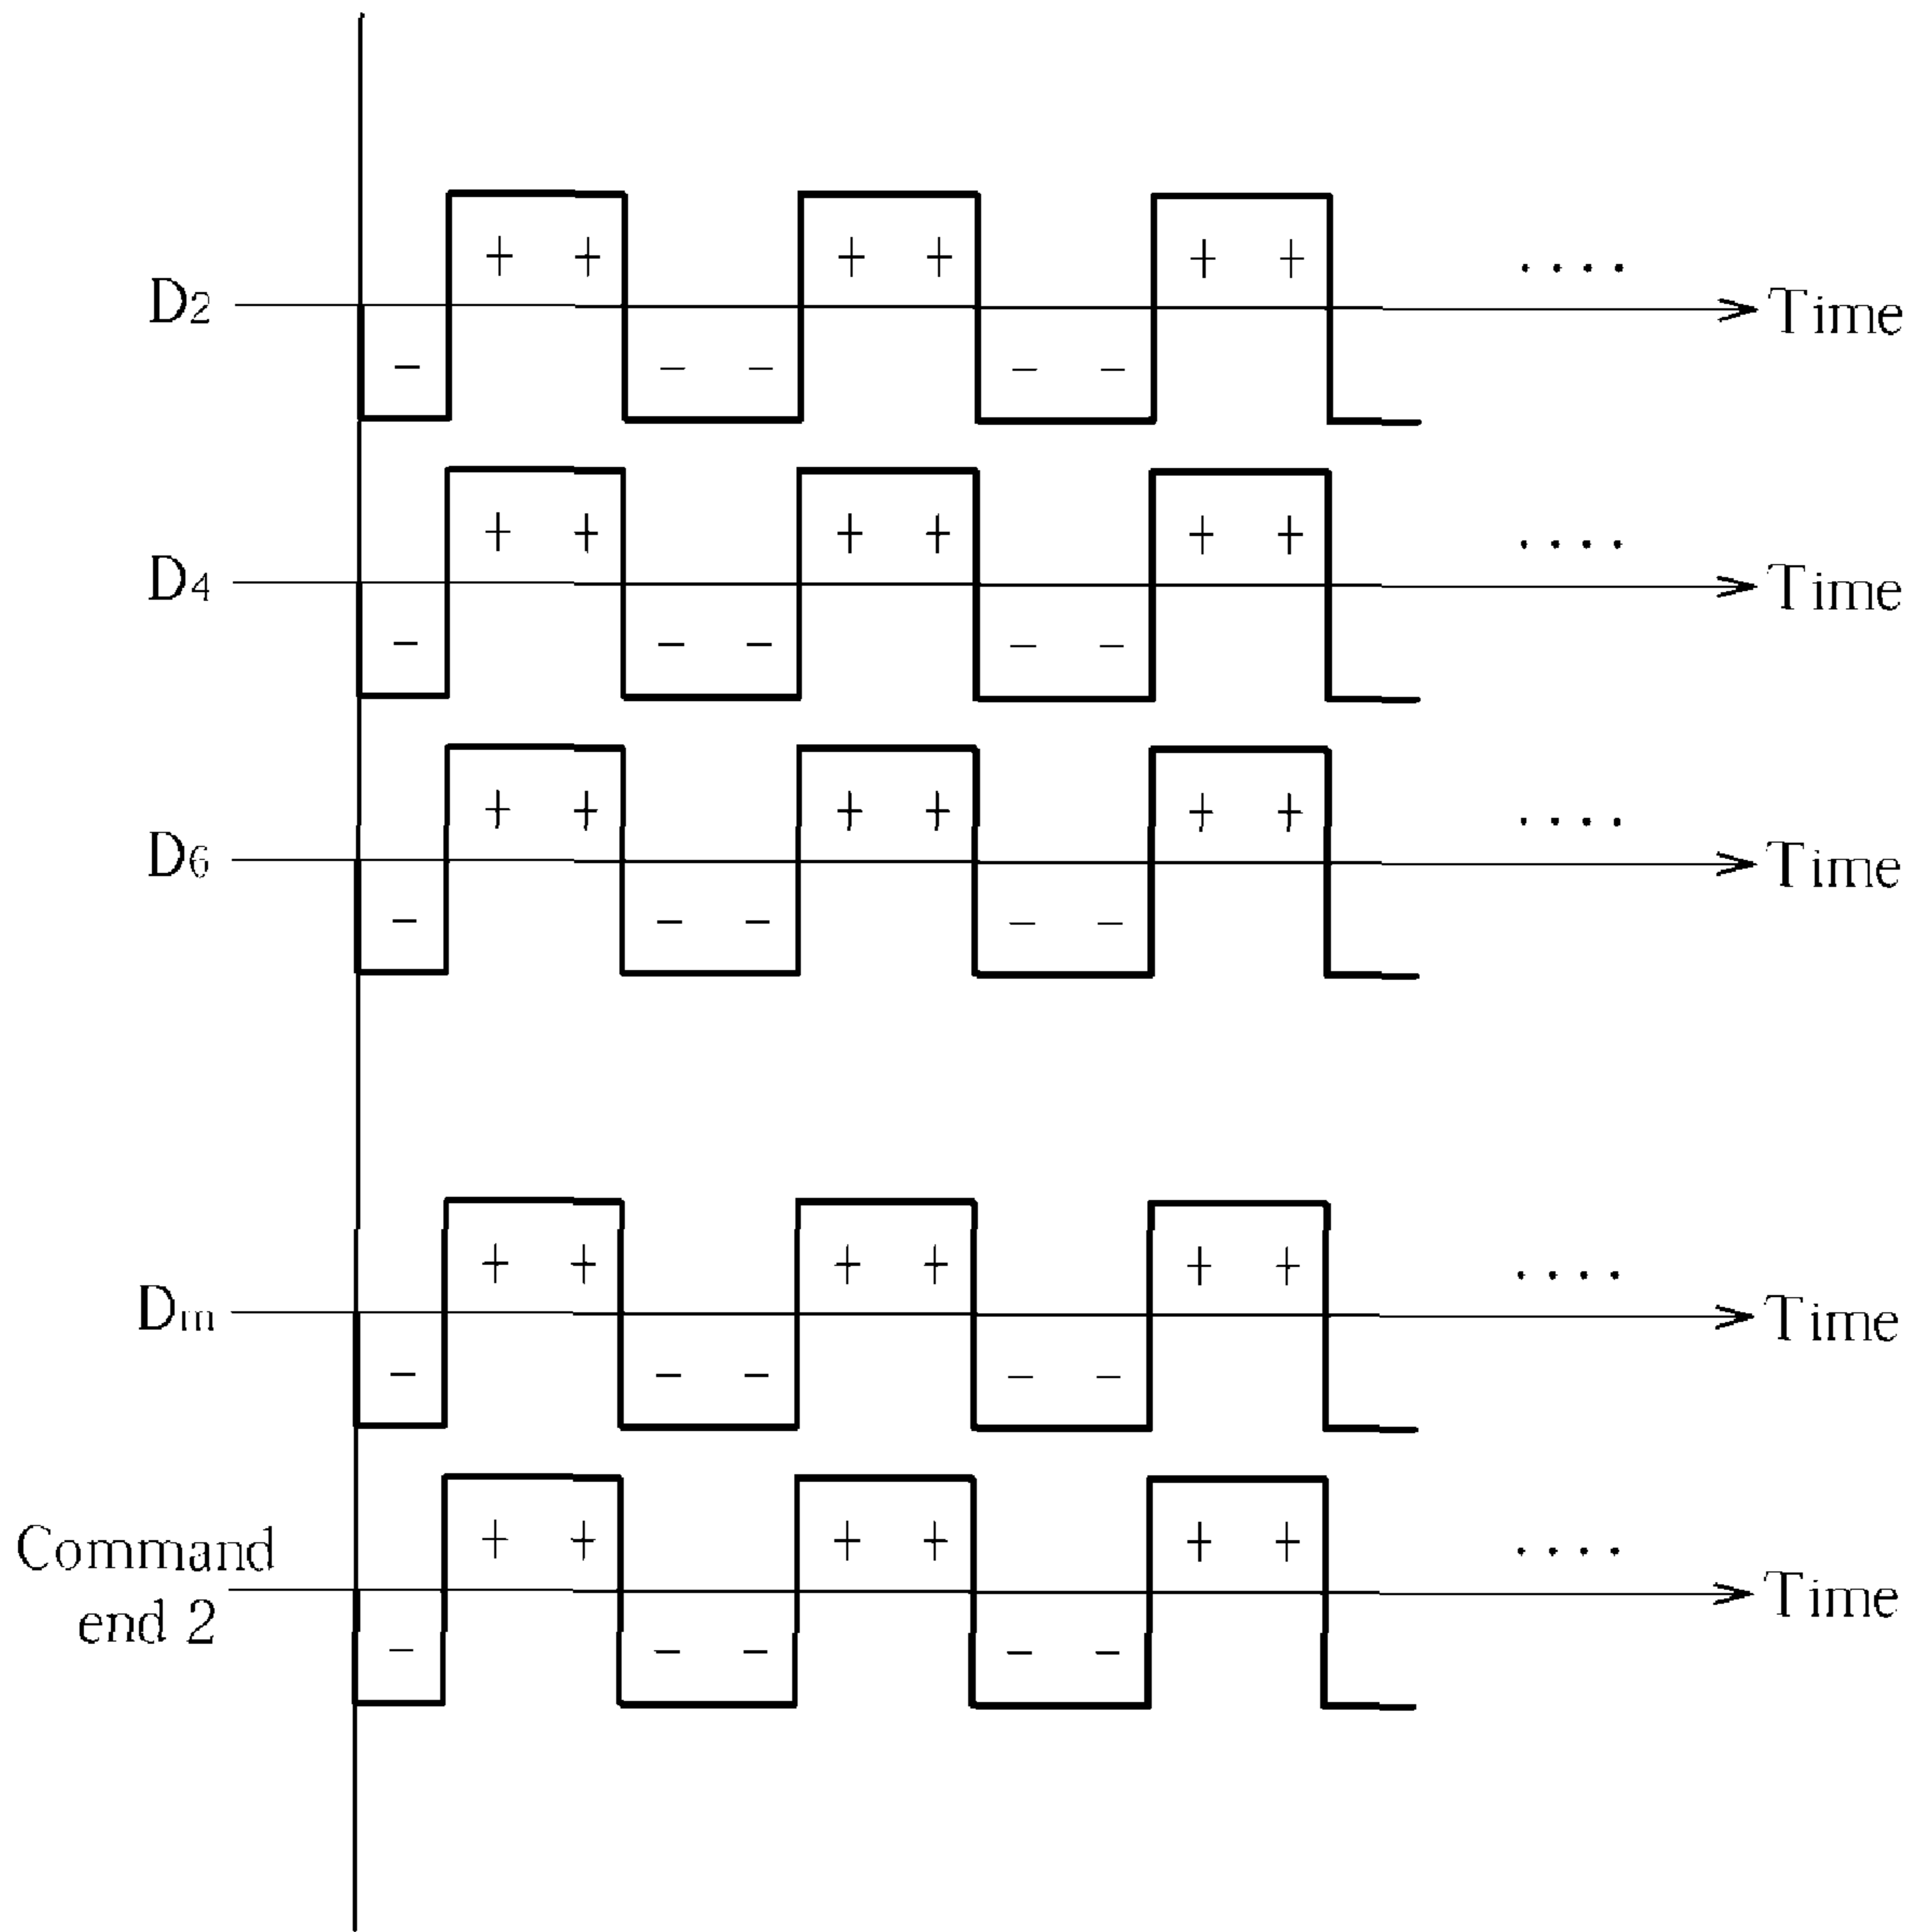 + + + + + + ....
D2 Time
- - - - -
+ + + + + + ....
D4 Time
- - - - -
+ + + + + + ....
D6 Time
- - - - -
+ + + + + + ....
Dm Time
- - - - -
+ + + + + + ....
Command
end 2 Time
- - - - -